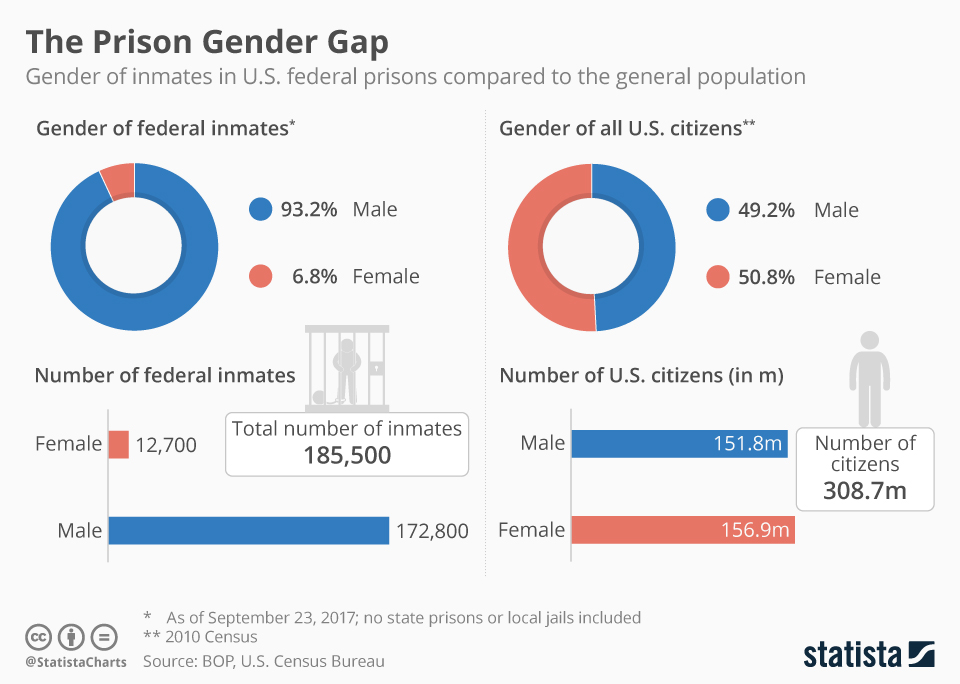 The Prison Gender Gap
Gender of inmates in U.S. federal prisons compared to the general population
Gender of federal inmates*
93.2% Male
6.8% Female
Number of federal inmates
Female 12,700
Total number of inmates
185,500
Male 172,800
Gender of all U.S. citizens**
49.2% Male
50.8% Female
Number of U.S. citizens (in m)
Male 151.8m
Number of
citizens
308.7m
Female 156.9m
* As of September 23, 2017; no state prisons or local jails included
** 2010 Census
Source: BOP, U.S. Census Bureau
cc
@StatistaCharts
statista